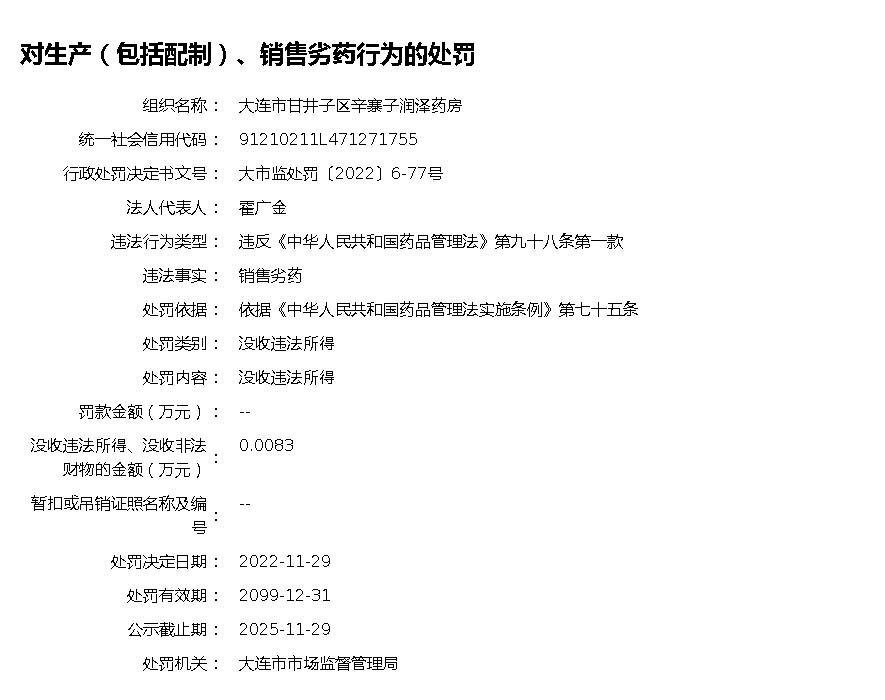 对生产（包括配制）、销售劣药行为的处罚
组织名称： 大连市甘井子区辛寨子润泽药房
统一社会信用代码： 91210211L471271755
行政处罚决定书文号： 大市监处罚〔2022〕6-77号
法人代表人： 霍广金
违法行为类型： 违反《中华人民共和国药品管理法》第九十八条第一款
违法事实： 销售劣药
处罚依据： 依据《中华人民共和国药品管理法实施条例》第七十五条
处罚类别： 没收违法所得
处罚内容： 没收违法所得
罚款金额（万元）： --
没收违法所得、没收非法
财物的金额（万元）： 0.0083
暂扣或吊销证照名称及编
号： --
处罚决定日期： 2022-11-29
处罚有效期： 2099-12-31
公示截止期： 2025-11-29
处罚机关： 大连市市场监督管理局